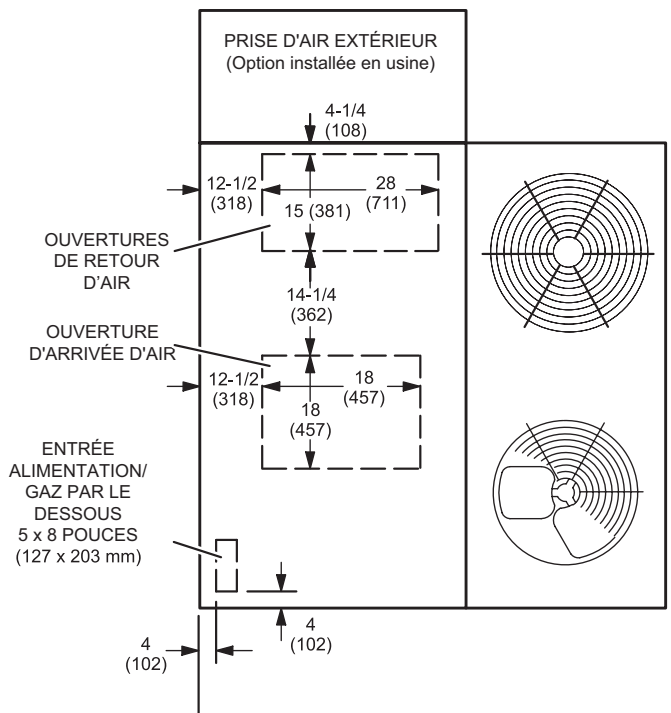 PRISE D'AIR EXTÉRIEUR
(Option installée en usine)
4-1/4
(108)
12-1/2
(318)
28
(711)
15 (381)
OUVERTURES
DE RETOUR
D'AIR
14-1/4
(362)
OUVERTURE
D'ARRIVÉE D'AIR
12-1/2
(318)
18
(457)
18
(457)
ENTRÉE
ALIMENTATION/
GAZ PAR LE
DESSOUS
5 x 8 POUCES
(127 x 203 mm)
4
(102)
4
(102)